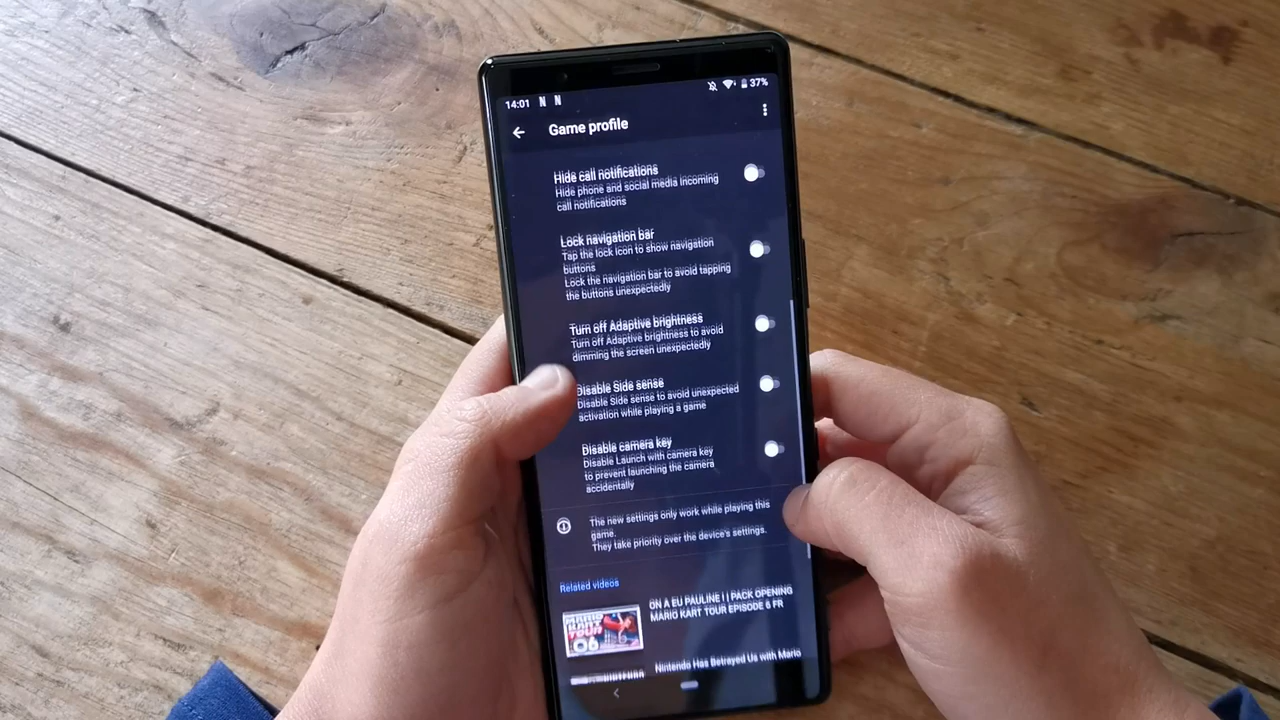 14:01 N N 37%
Game profile
Hide call notifications
Hide phone and social media incoming
call notifications
Lock navigation bar
Tap the lock icon to show navigation
buttons
Lock the navigation bar to avoid tapping
the buttons unexpectedly
Turn off Adaptive brightness
Turn off Adaptive brightness to avoid
dimming the screen unexpectedly
Disable Side sense
Disable Side sense to avoid unexpected
activation while playing a game
Disable camera key
Disable Launch with camera key
to prevent launching the camera
accidentally
The new settings only work while playing this
game.
They take priority over the device's settings.
Related videos
MARIO
KART
TOUR
06
ON A EU PAULINE ! | PACK OPENING
MARIO KART TOUR EPISODE 6 FR
Nintendo Has Betrayed Us with Mario